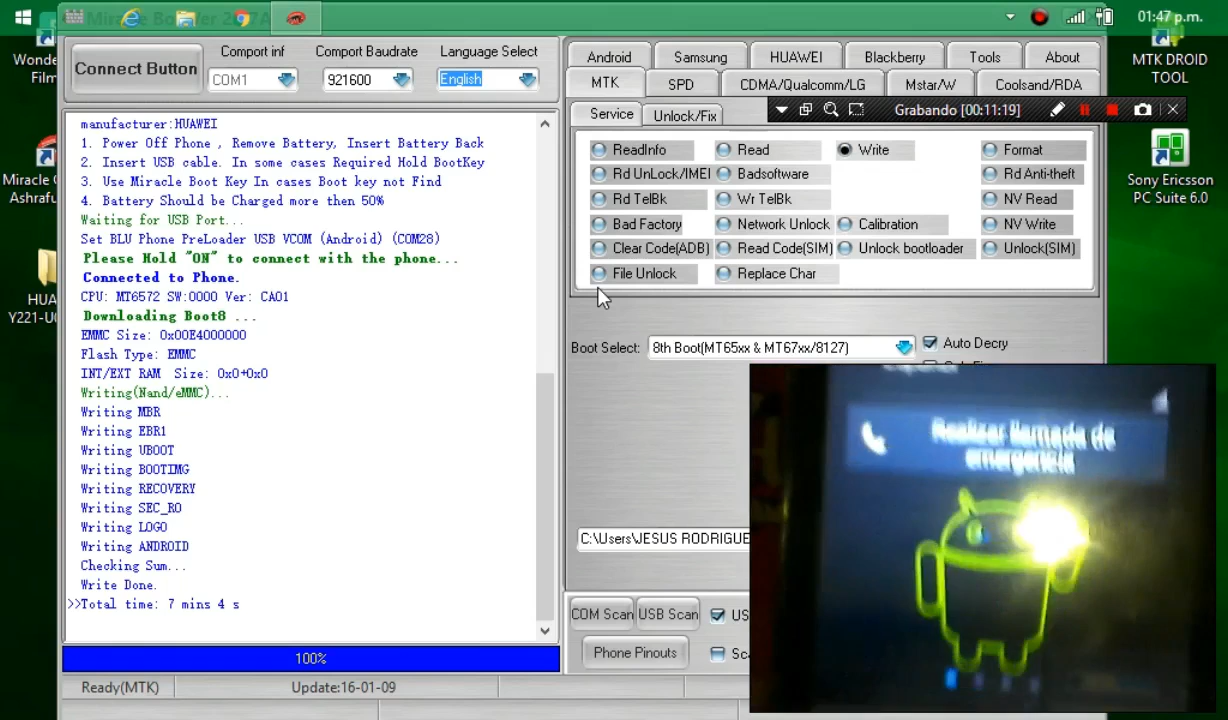 Miracle Box Ver 2
01:47 p.m.
Wonde
Film
Miracle
Ashrafu
HUA
Y221-U0
MTK DROID
TOOL
Sony Ericsson
PC Suite 6.0
Connect Button
Comport inf
COM1
Comport Baudrate
921600
Language Select
English
manufacturer:HUAWEI
1. Power Off Phone , Remove Battery, Insert Battery Back
2. Insert USB cable. In some cases Required Hold BootKey
3. Use Miracle Boot Key In cases Boot key not Find
4. Battery Should be Charged more then 50%
Waiting for USB Port...
Set BLU Phone PreLoader USB VCOM (Android) (COM28)
Please Hold "ON" to connect with the phone...
Connected to Phone.
CPU: MT6572 SW:0000 Ver: CA01
Downloading Boot8 ...
EMMC Size: 0x00E4000000
Flash Type: EMMC
INT/EXT RAM Size: 0x0+0x0
Writing(Nand/eMMC)...
Writing MBR
Writing EBR1
Writing UBOOT
Writing BOOTIMG
Writing RECOVERY
Writing SEC_RO
Writing LOGO
Writing ANDROID
Checking Sum...
Write Done.
>>Total time: 7 mins 4 s
100%
Ready(MTK)
Update:16-01-09
Android
Samsung
HUAWEI
Blackberry
Tools
About
MTK
SPD
CDMA/Qualcomm/LG
Mstar/W
Coolsand/RDA
Grabando [00:11:19]
Service
Unlock/Fix
ReadInfo
Read
Write
Format
Rd UnLock/IMEI
Badsoftware
Rd Anti-theft
Rd TelBk
Wr TelBk
NV Read
Bad Factory
Network Unlock
Calibration
NV Write
Clear Code(ADB)
Read Code(SIM)
Unlock bootloader
Unlock(SIM)
File Unlock
Replace Char
Boot Select:
8th Boot(MT65xx & MT67xx/8127)
Auto Decry
C:\Users\JESUS RODRIGUE
COM Scan
USB Scan
US
Phone Pinouts
Sca
Realizar llamada de
emergencia